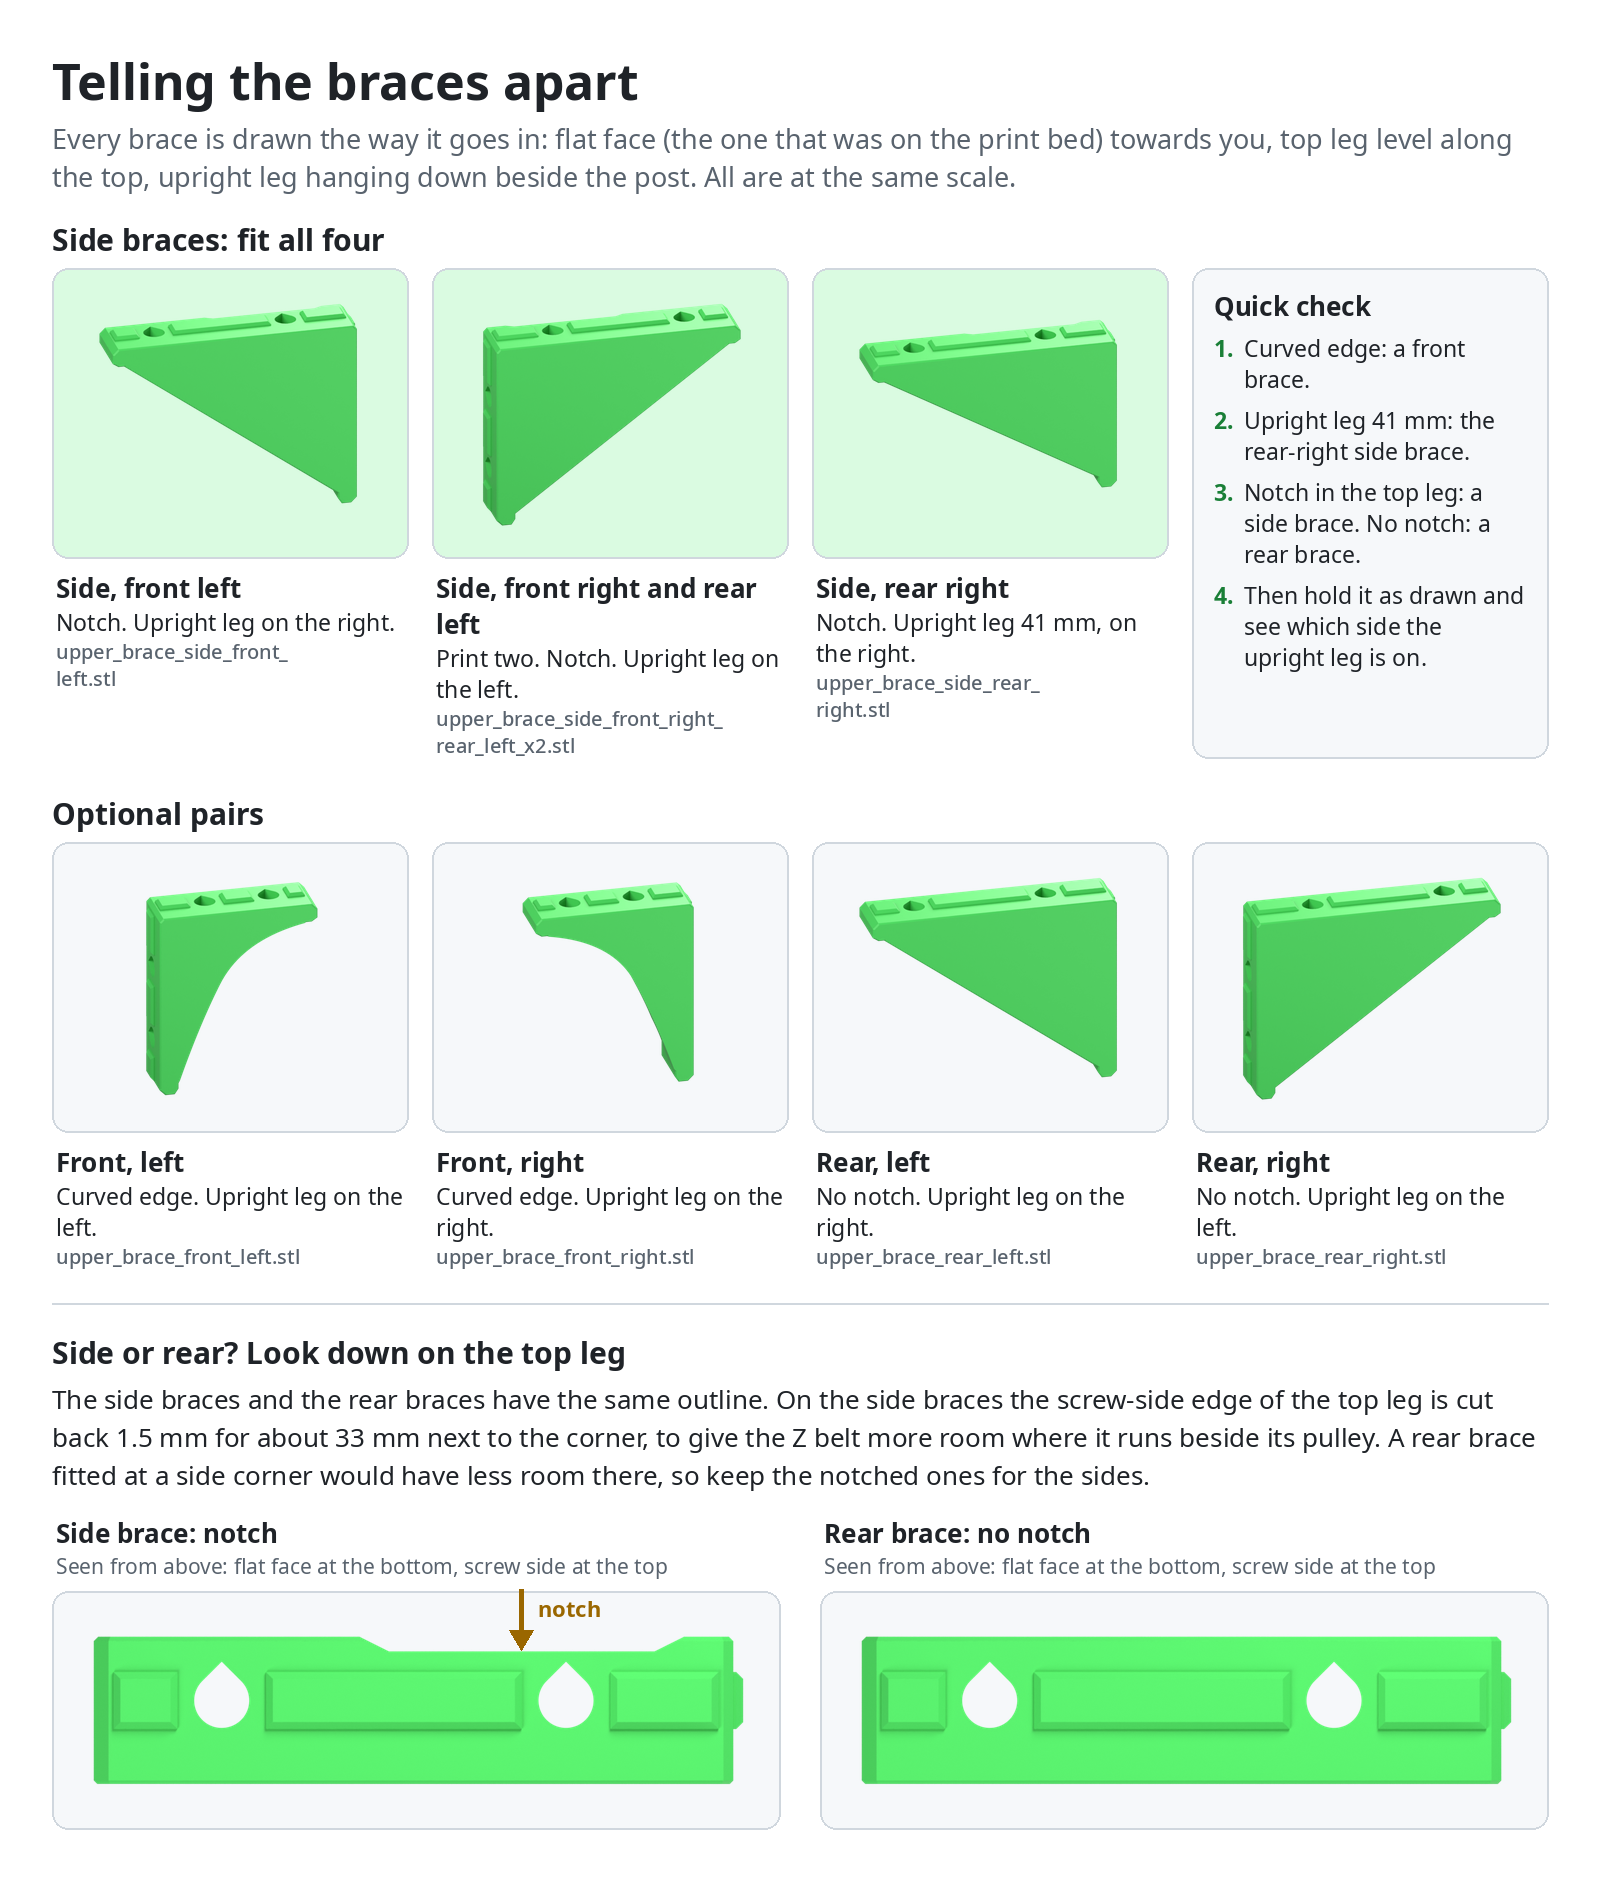 Telling the braces apart
Every brace is drawn the way it goes in: flat face (the one that was on the print bed) towards you, top leg level along
the top, upright leg hanging down beside the post. All are at the same scale.
Side braces: fit all four
Side, front left
Notch. Upright leg on the right.
upper_brace_side_front_
left.stl
Side, front right and rear
left
Print two. Notch. Upright leg on
the left.
upper_brace_side_front_right_
rear_left_x2.stl
Side, rear right
Notch. Upright leg 41 mm, on
the right.
upper_brace_side_rear_
right.stl
Quick check
1. Curved edge: a front
brace.
2. Upright leg 41 mm: the
rear-right side brace.
3. Notch in the top leg: a
side brace. No notch: a
rear brace.
4. Then hold it as drawn and
see which side the
upright leg is on.
Optional pairs
Front, left
Curved edge. Upright leg on the
left.
upper_brace_front_left.stl
Front, right
Curved edge. Upright leg on the
right.
upper_brace_front_right.stl
Rear, left
No notch. Upright leg on the
right.
upper_brace_rear_left.stl
Rear, right
No notch. Upright leg on the
left.
upper_brace_rear_right.stl
Side or rear? Look down on the top leg
The side braces and the rear braces have the same outline. On the side braces the screw-side edge of the top leg is cut
back 1.5 mm for about 33 mm next to the corner, to give the Z belt more room where it runs beside its pulley. A rear brace
fitted at a side corner would have less room there, so keep the notched ones for the sides.
Side brace: notch
Seen from above: flat face at the bottom, screw side at the top
notch
Rear brace: no notch
Seen from above: flat face at the bottom, screw side at the top